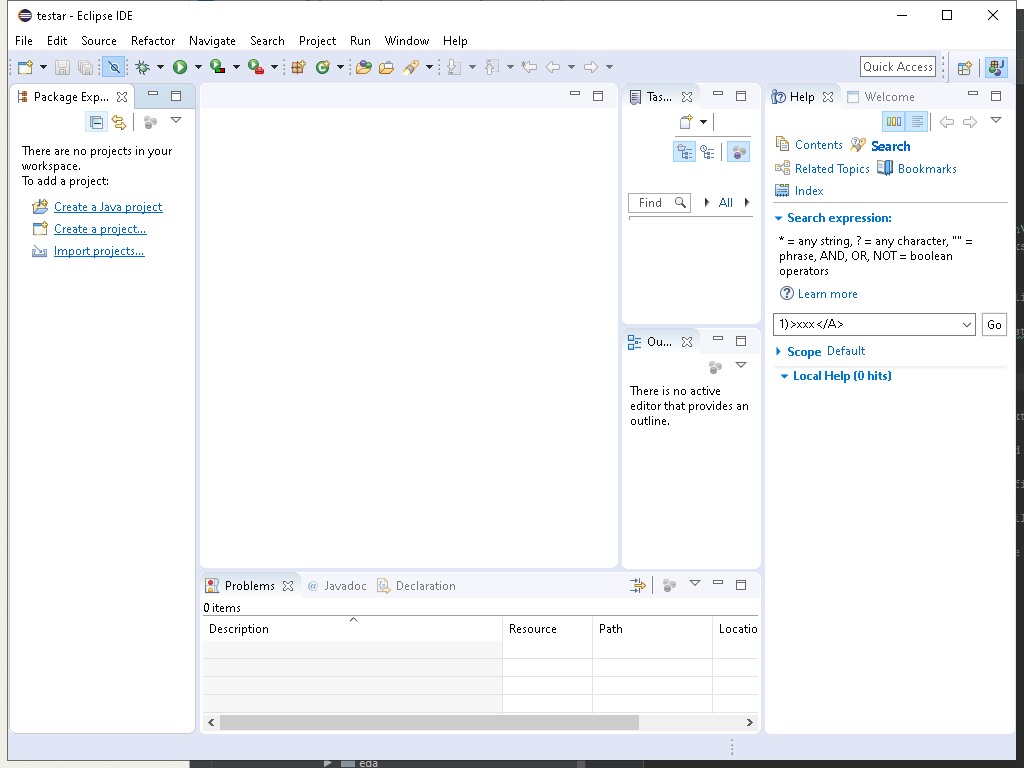 testar - Eclipse IDE
File Edit Source Refactor Navigate Search Project Run Window Help
Quick Access
Package Exp...
There are no projects in your
workspace.
To add a project:
Create a Java project
Create a project...
Import projects...
Tas...
Find
All
Ou...
There is no active
editor that provides an
outline.
Help
Welcome
Contents
Search
Related Topics
Bookmarks
Index
Search expression:
* = any string, ? = any character, "" =
phrase, AND, OR, NOT = boolean
operators
Learn more
1)>xxx</A>
Go
Scope Default
Local Help (0 hits)
Problems
@ Javadoc
Declaration
0 items
Description Resource Path Locatio
eda